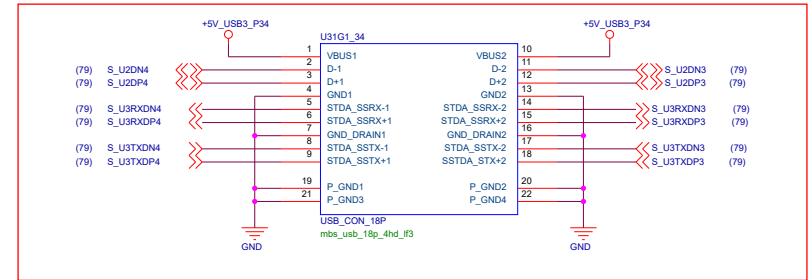 +5V_USB3_P34 +5V_USB3_P34
U31G1_34
1 VBUS1 VBUS2 10
(79) S_U2DN4 2 D-1 D-2 11 S_U2DN3 (79)
(79) S_U2DP4 3 D+1 D+2 12 S_U2DP3 (79)
4 GND1 GND2 13
(79) S_U3RXDN4 5 STDA_SSRX-1 STDA_SSRX-2 14 S_U3RXDN3 (79)
(79) S_U3RXDP4 6 STDA_SSRX+1 STDA_SSRX+2 15 S_U3RXDP3 (79)
7 GND_DRAIN1 GND_DRAIN2 16
(79) S_U3TXDN4 8 STDA_SSTX-1 STDA_SSTX-2 17 S_U3TXDN3 (79)
(79) S_U3TXDP4 9 STDA_SSTX+1 SSTDA_STX+2 18 S_U3TXDP3 (79)
19 P_GND1 P_GND2 20
21 P_GND3 P_GND4 22
USB_CON_18P
mbs_usb_18p_4hd_lf3
GND GND